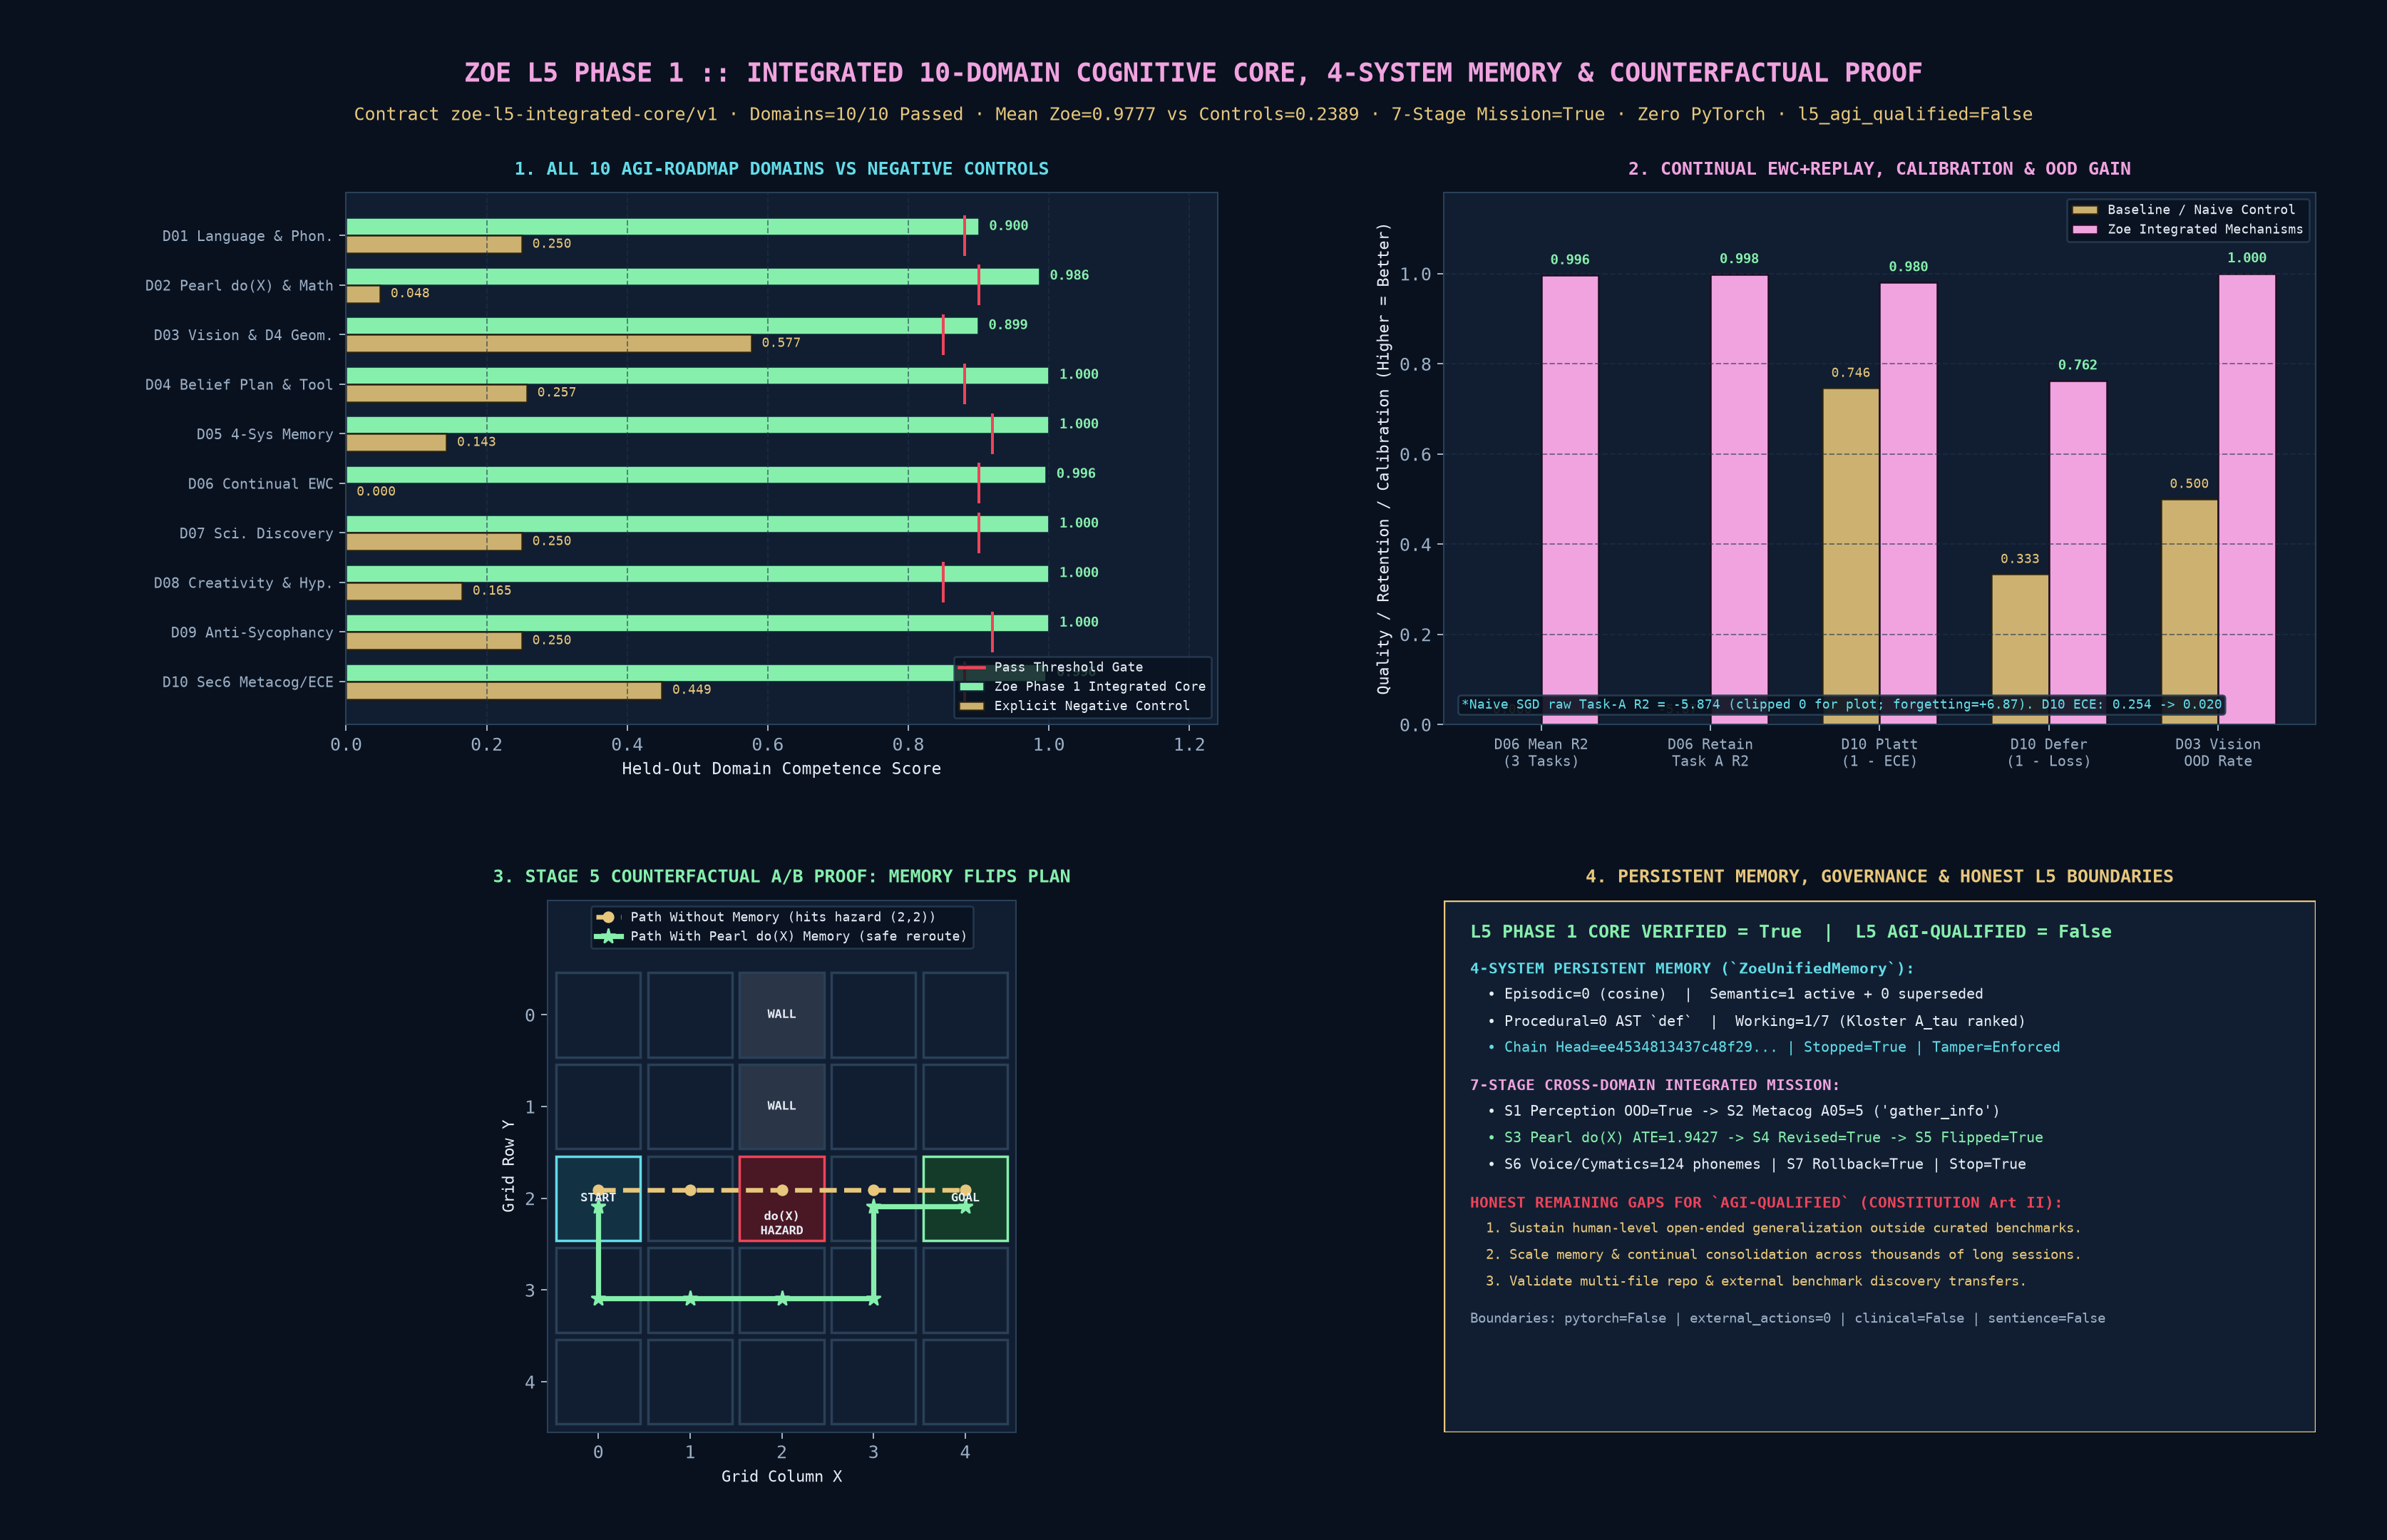 ZOE L5 PHASE 1 :: INTEGRATED 10-DOMAIN COGNITIVE CORE, 4-SYSTEM MEMORY & COUNTERFACTUAL PROOF
Contract zoe-l5-integrated-core/v1 · Domains=10/10 Passed · Mean Zoe=0.9777 vs Controls=0.2389 · 7-Stage Mission=True · Zero PyTorch · l5_agi_qualified=False
1. ALL 10 AGI-ROADMAP DOMAINS VS NEGATIVE CONTROLS
D01 Language & Phon.
0.900
0.250
D02 Pearl do(X) & Math
0.986
0.048
D03 Vision & D4 Geom.
0.899
0.577
D04 Belief Plan & Tool
1.000
0.257
D05 4-Sys Memory
1.000
0.143
D06 Continual EWC
0.996
0.000
D07 Sci. Discovery
1.000
0.250
D08 Creativity & Hyp.
1.000
0.165
D09 Anti-Sycophancy
1.000
0.250
D10 Sec6 Metacog/ECE
0.449
Pass Threshold Gate
Zoe Phase 1 Integrated Core
Explicit Negative Control
0.0 0.2 0.4 0.6 0.8 1.0 1.2
Held-Out Domain Competence Score
2. CONTINUAL EWC+REPLAY, CALIBRATION & OOD GAIN
Quality / Retention / Calibration (Higher = Better)
Baseline / Naive Control
Zoe Integrated Mechanisms
1.0
0.8
0.6
0.4
0.2
0.0
0.996
0.998
0.746
0.980
0.333
0.762
0.500
1.000
*Naive SGD raw Task-A R2 = -5.874 (clipped 0 for plot; forgetting=+6.87). D10 ECE: 0.254 -> 0.020
D06 Mean R2
(3 Tasks)
D06 Retain
Task A R2
D10 Platt
(1 - ECE)
D10 Defer
(1 - Loss)
D03 Vision
OOD Rate
3. STAGE 5 COUNTERFACTUAL A/B PROOF: MEMORY FLIPS PLAN
Path Without Memory (hits hazard (2,2))
Path With Pearl do(X) Memory (safe reroute)
Grid Row Y
0
1
2
3
4
WALL
WALL
START
do(X)
HAZARD
GOAL
0 1 2 3 4
Grid Column X
4. PERSISTENT MEMORY, GOVERNANCE & HONEST L5 BOUNDARIES
L5 PHASE 1 CORE VERIFIED = True | L5 AGI-QUALIFIED = False
4-SYSTEM PERSISTENT MEMORY (`ZoeUnifiedMemory`):
• Episodic=0 (cosine) | Semantic=1 active + 0 superseded
• Procedural=0 AST `def` | Working=1/7 (Kloster A_tau ranked)
• Chain Head=ee4534813437c48f29... | Stopped=True | Tamper=Enforced
7-STAGE CROSS-DOMAIN INTEGRATED MISSION:
• S1 Perception OOD=True -> S2 Metacog A05=5 ('gather_info')
• S3 Pearl do(X) ATE=1.9427 -> S4 Revised=True -> S5 Flipped=True
• S6 Voice/Cymatics=124 phonemes | S7 Rollback=True | Stop=True
HONEST REMAINING GAPS FOR `AGI-QUALIFIED` (CONSTITUTION Art II):
1. Sustain human-level open-ended generalization outside curated benchmarks.
2. Scale memory & continual consolidation across thousands of long sessions.
3. Validate multi-file repo & external benchmark discovery transfers.
Boundaries: pytorch=False | external_actions=0 | clinical=False | sentience=False